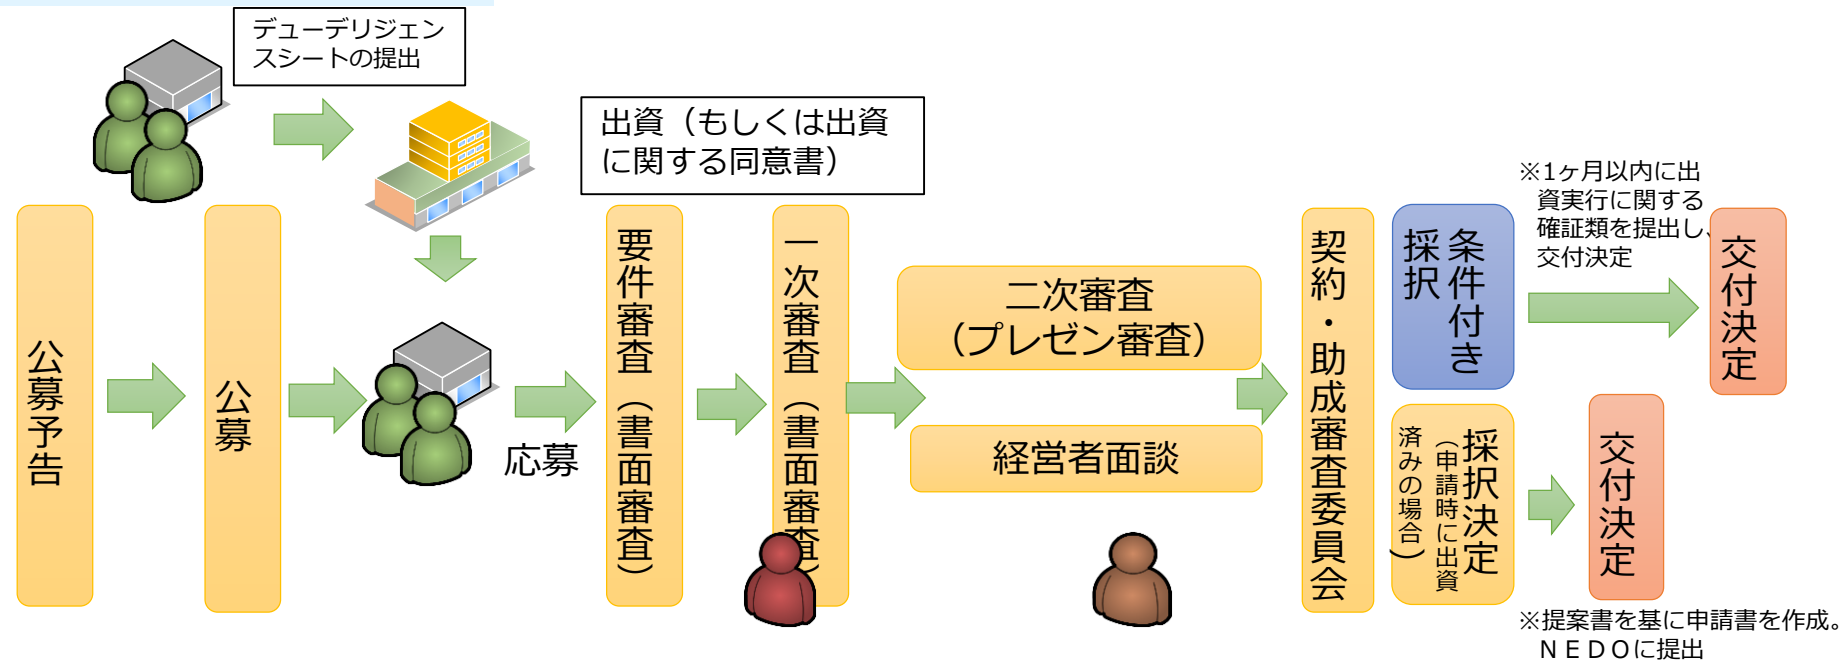 デューデリジェン
スシートの提出
出資（もしくは出資
に関する同意書）
公募予告
公募
応募
要件審査（書面審査）
一次審査（書面審査）
二次審査
（プレゼン審査）
経営者面談
契約・助成審査委員会
条件付き
採択
※1ヶ月以内に出
資実行に関する
確証類を提出し、
交付決定
交付決定
採択決定
（申請時に出資
済みの場合）
交付決定
※提案書を基に申請書を作成。
ＮＥＤＯに提出